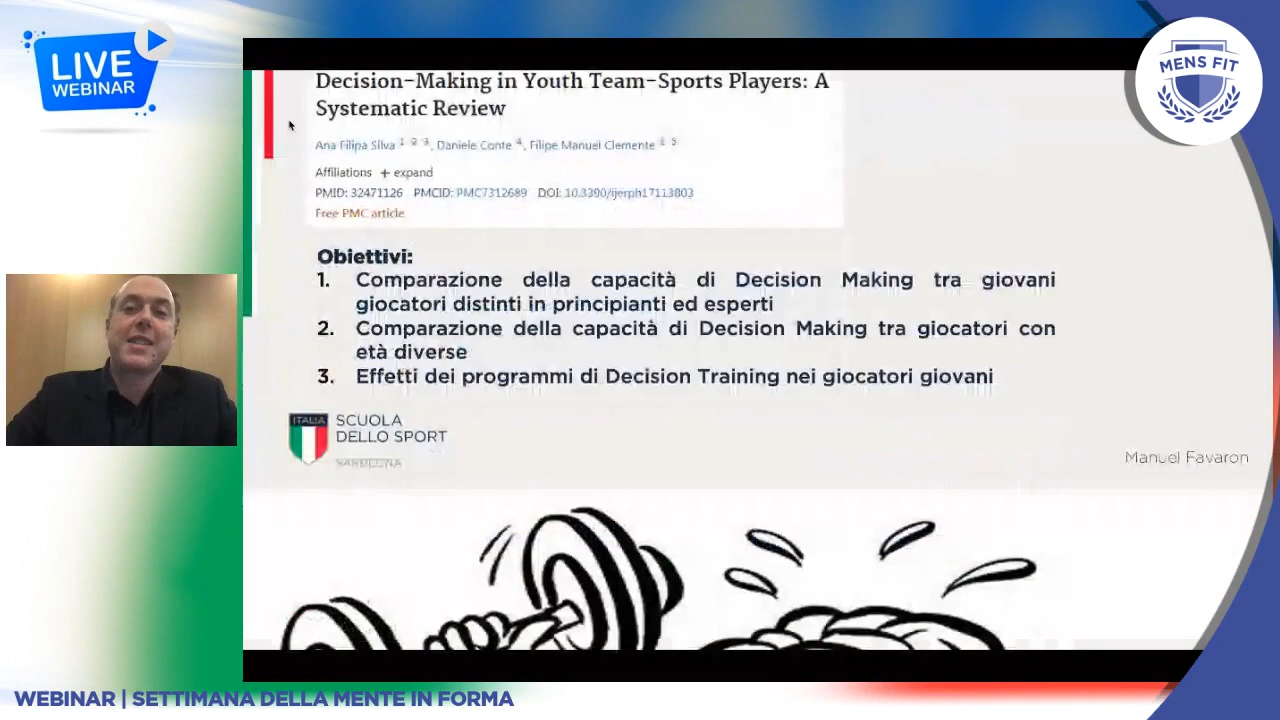 LIVE
WEBINAR
MENS FIT
Decision-Making in Youth Team-Sports Players: A
Systematic Review
Ana Filipa Silva 1 2 3, Daniele Conte 4, Filipe Manuel Clemente 1 5
Affiliations + expand
PMID: 32471126 PMCID: PMC7312689 DOI: 10.3390/ijerph17113803
Free PMC article
Obiettivi:
1. Comparazione della capacità di Decision Making tra giovani
giocatori distinti in principianti ed esperti
2. Comparazione della capacità di Decision Making tra giocatori con
età diverse
3. Effetti dei programmi di Decision Training nei giocatori giovani
ITALIA
SCUOLA
DELLO SPORT
SARDEGNA
Manuel Favaron
WEBINAR | SETTIMANA DELLA MENTE IN FORMA